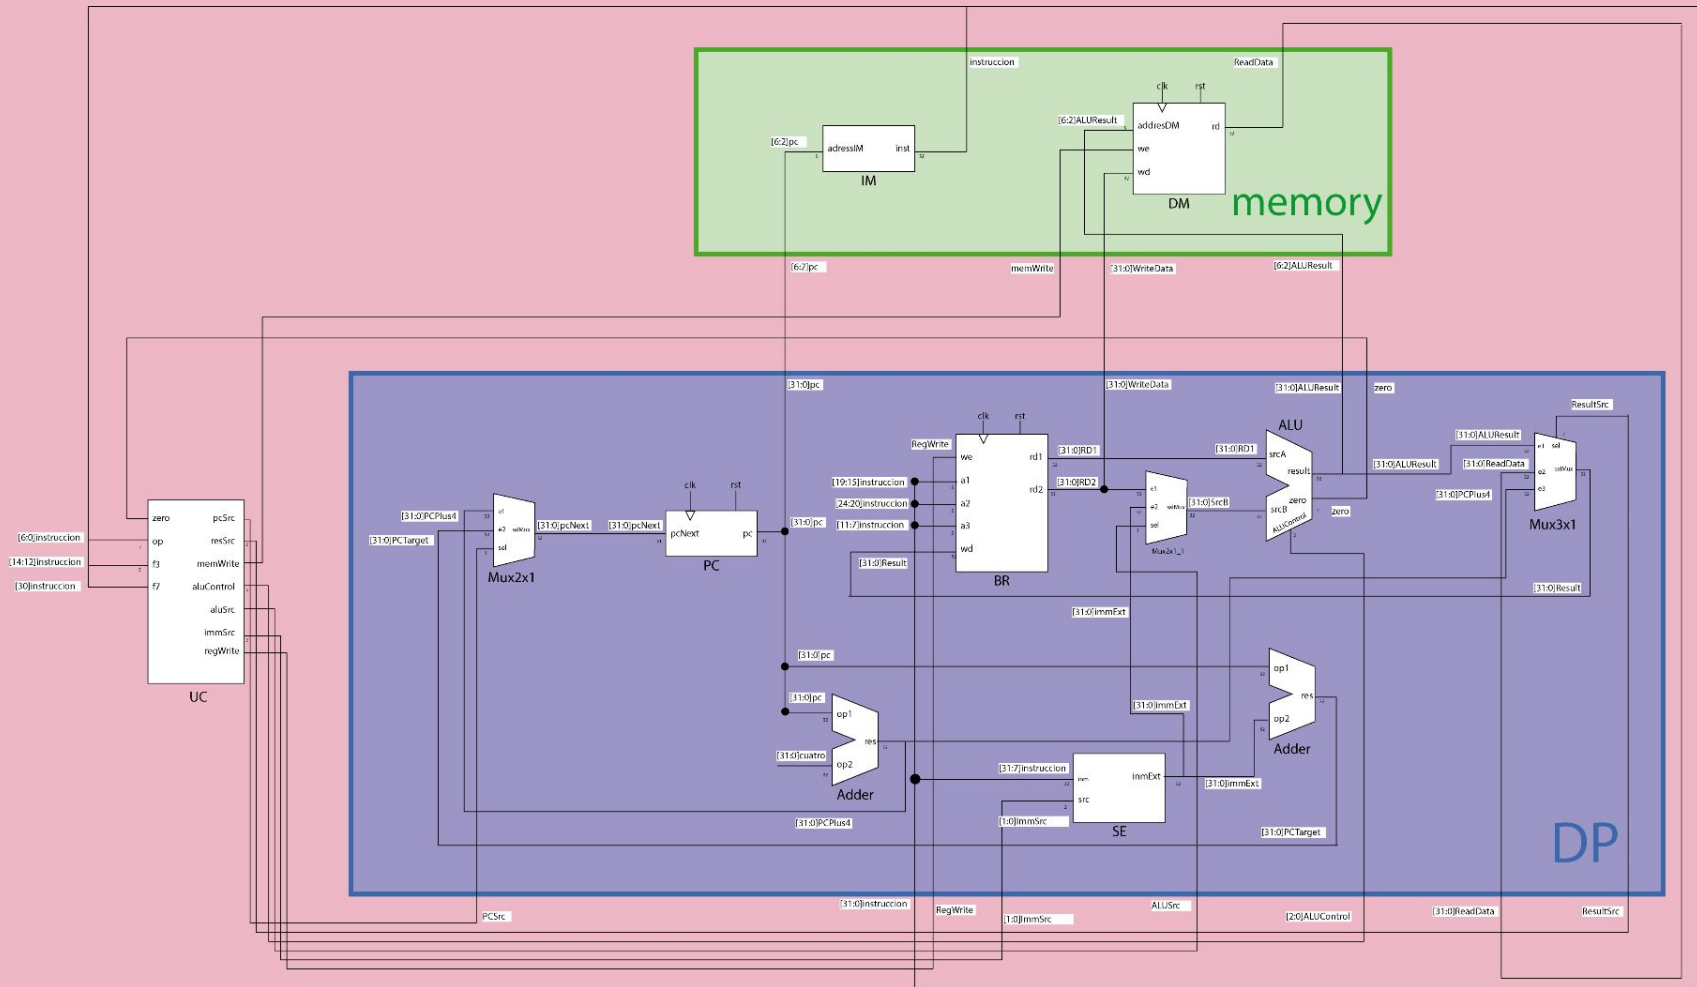 instruccion
ReadData
clk
rst
[6:2]ALUResult
addresDM
rd
[6:2]pc
adressIM
inst
we
wd
IM
DM
memory
[6:2]pc
memWrite
[31:0]WriteData
[6:2]ALUResult
[31:0]pc
[31:0]WriteData
[31:0]ALUResult
zero
ResultSrc
clk
rst
ALU
RegWrite
we
rd1
[31:0]RD1
[31:0]RD1
srcA
result
[31:0]ALUResult
e1
sel
[31:0]ALUResult
[31:0]ReadData
e2
selMux
[19:15]instruccion
a1
rd2
[31:0]RD2
e1
e2
selMux
sel
[31:0]SrcB
zero
srcB
ALUControl
zero
[31:0]PCPlus4
e3
Mux3x1
clk
rst
[24:20]instruccion
a2
[11:7]instruccion
a3
wd
Mux2x1_1
[31:0]PCPlus4
e1
[31:0]PCTarget
e2
selMux
sel
[31:0]pcNext
[31:0]pcNext
pcNext
pc
[31:0]pc
Mux2x1
PC
[31:0]Result
BR
[31:0]Result
zero
pcSrc
[6:0]instruccion
op
resSrc
[14:12]instruccion
f3
memWrite
[30]instruccion
f7
aluControl
aluSrc
immSrc
regWrite
UC
[31:0]immExt
[31:0]pc
op1
res
op2
Adder
[31:0]pc
op1
res
[31:0]cuatro
op2
Adder
[31:0]immExt
[31:7]instruccion
inm
inmExt
[31:0]immExt
src
[1:0]ImmSrc
SE
[31:0]PCPlus4
[31:0]PCTarget
DP
[31:0]instruccion
RegWrite
PCSrc
[1:0]ImmSrc
ALUSrc
[2:0]ALUControl
[31:0]ReadData
ResultSrc